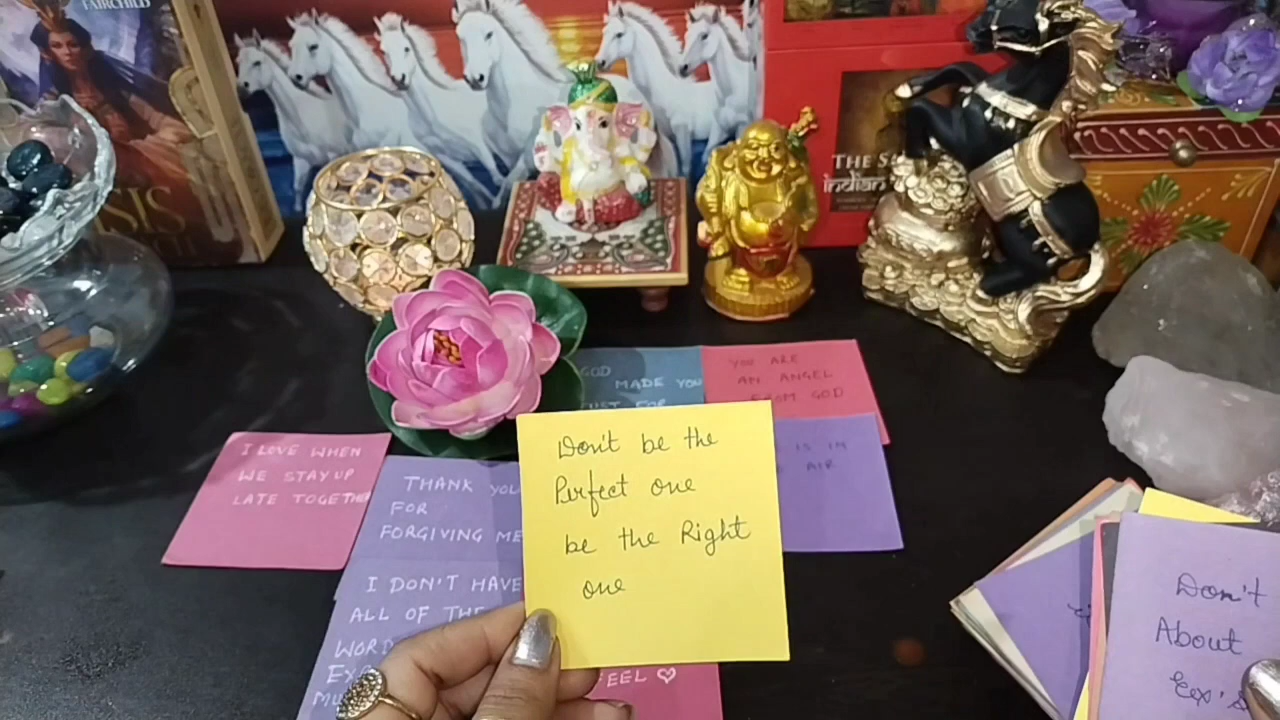 FAIRCHILD
THE
indian
GOD
MADE YOU
JUST FOR
YOU ARE
AN ANGEL
FROM GOD
I LOVE WHEN
WE STAY UP
LATE TOGETHER
THANK YOU
FOR
FORGIVING ME
IS IN
AIR
Don't be the
Perfect one
be the Right
one
I DON'T HAVE
ALL OF THE
FEEL ♡
Don't
About
Ex's